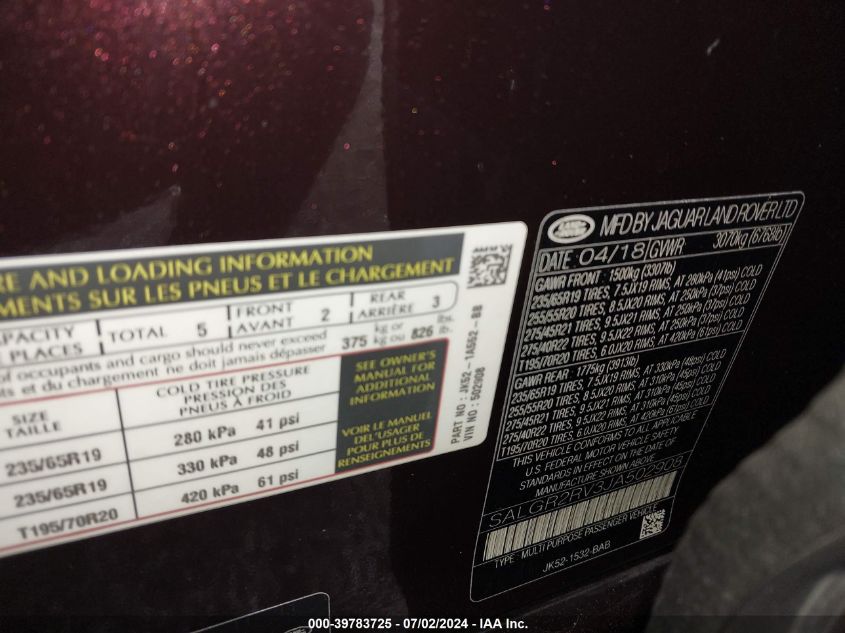 RE AND LOADING INFORMATION
MENTS SUR LES PNEUS ET LE CHARGEMENT
PACITY
PLACES
TOTAL 5
FRONT
AVANT 2
REAR
ARRIÈRE 3
of occupants and cargo should never exceed
ts et du chargement ne doit jamais dépasser
375 kg or
kg ou 826 lbs.
lb.
SIZE
TAILLE
COLD TIRE PRESSURE
PRESSION DES
PNEUS À FROID
235/65R19 280 kPa 41 psi
235/65R19 330 kPa 48 psi
T195/70R20 420 kPa 61 psi
SEE OWNER'S
MANUAL FOR
ADDITIONAL
INFORMATION
VOIR LE MANUEL
DE L'USAGER
POUR PLUS DE
RENSEIGNEMENTS
PART NO : JK52-1A552-BB
VIN NO : 502908
LAND ROVER
MFD BY JAGUAR LAND ROVER LTD
DATE 04/18 GVWR 3070kg (6768lb)
GAWR FRONT 1500kg (3307lb)
235/65R19 TIRES, 7.5JX19 RIMS, AT 280kPa (41psi) COLD
255/55R20 TIRES, 8.5JX20 RIMS, AT 250kPa (37psi) COLD
275/45R21 TIRES, 9.5JX21 RIMS, AT 250kPa (37psi) COLD
275/40R22 TIRES, 9.5JX22 RIMS, AT 250kPa (37psi) COLD
T195/70R20 TIRES, 6.0JX20 RIMS, AT 420kPa (61psi) COLD
GAWR REAR 1775kg (3913lb)
235/65R19 TIRES, 7.5JX19 RIMS, AT 330kPa (48psi) COLD
255/55R20 TIRES, 8.5JX20 RIMS, AT 310kPa (45psi) COLD
275/45R21 TIRES, 9.5JX21 RIMS, AT 310kPa (45psi) COLD
275/40R22 TIRES, 9.5JX22 RIMS, AT 310kPa (45psi) COLD
T195/70R20 TIRES, 6.0JX20 RIMS, AT 420kPa (61psi) COLD
THIS VEHICLE CONFORMS TO ALL APPLICABLE
U.S. FEDERAL MOTOR VEHICLE SAFETY
STANDARDS IN EFFECT ON THE DATE OF
MANUFACTURE SHOWN ABOVE.
SALGR2RV3JA502908
TYPE: MULTI PURPOSE PASSENGER VEHICLE
JK52-1532-BAB
000-39783725 - 07/02/2024 - IAA Inc.